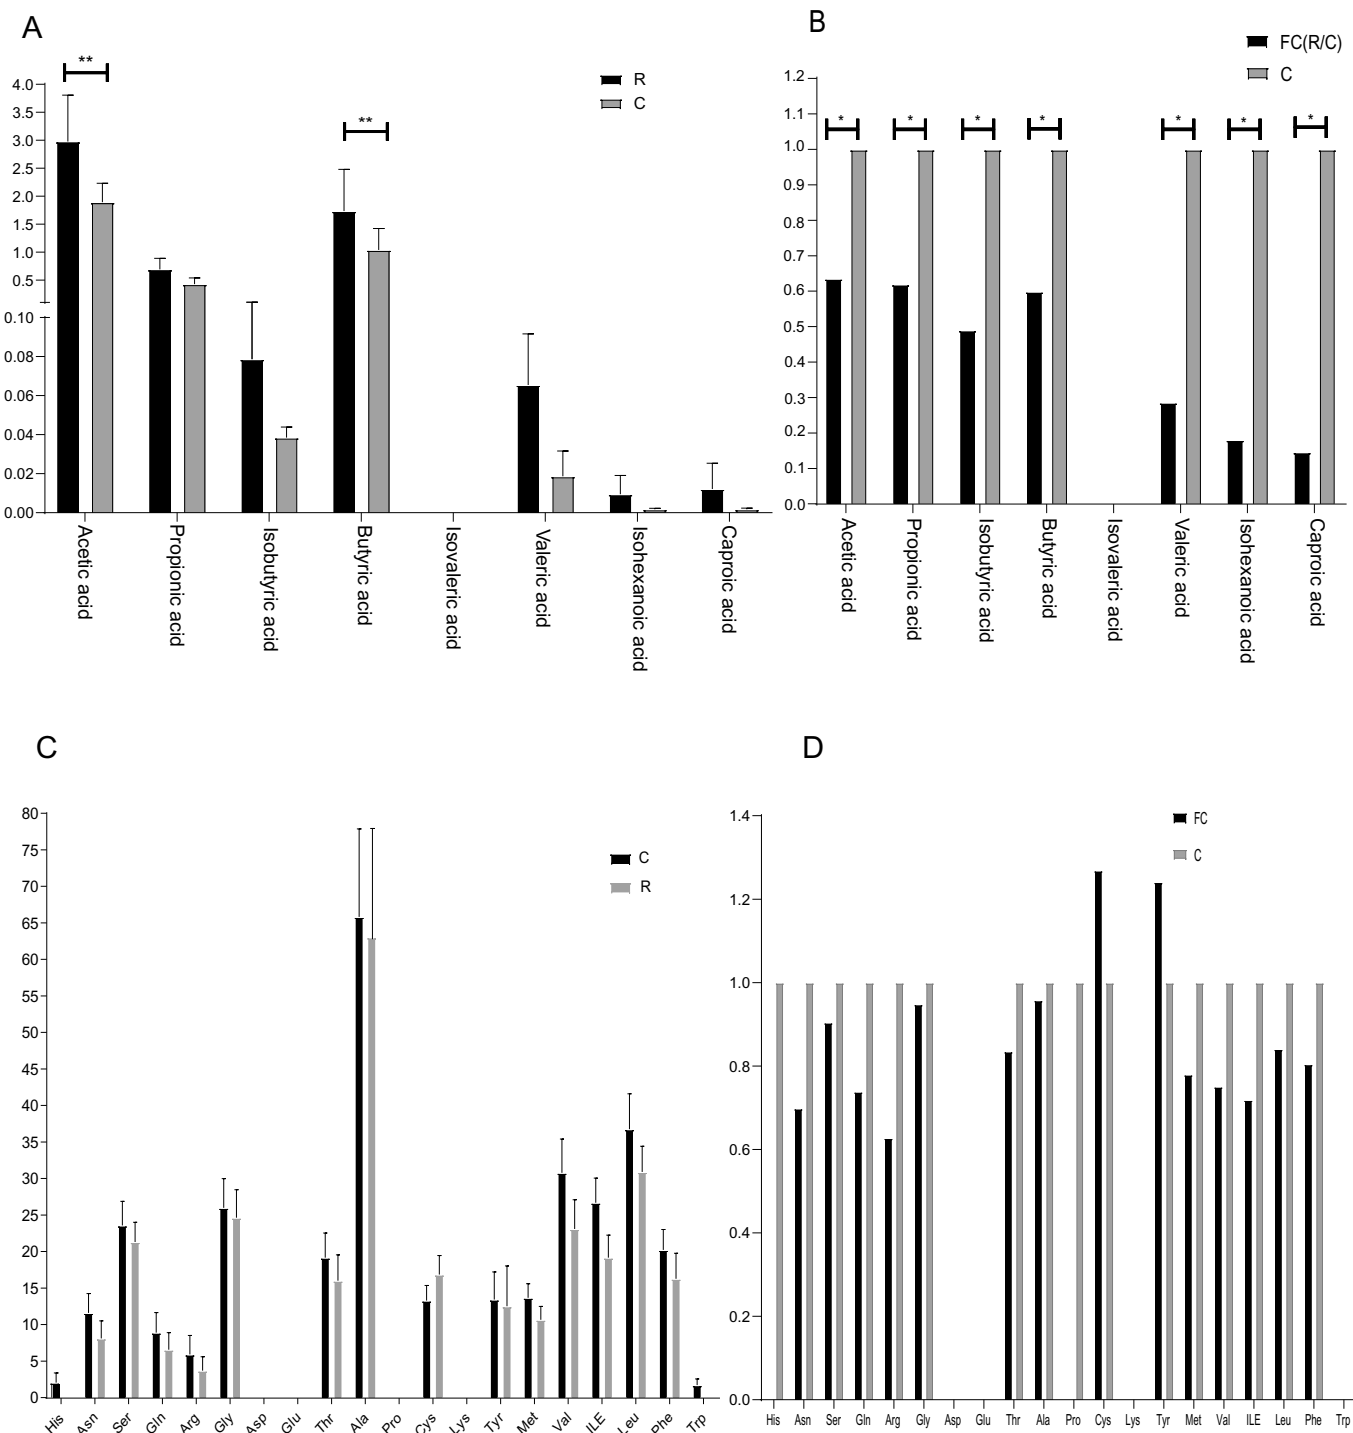 A
**
**
R
C
4.0
3.5
3.0
2.5
2.0
1.5
1.0
0.5
0.10
0.08
0.06
0.04
0.02
0.00
Acetic acid
Propionic acid
Isobutyric acid
Butyric acid
Isovaleric acid
Valeric acid
Isohexanoic acid
Caproic acid
B
FC(R/C)
C
* * * * * * *
1.2
1.1
1.0
0.9
0.8
0.7
0.6
0.5
0.4
0.3
0.2
0.1
0.0
Acetic acid
Propionic acid
Isobutyric acid
Butyric acid
Isovaleric acid
Valeric acid
Isohexanoic acid
Caproic acid
C
C
R
80
75
70
65
60
55
50
45
40
35
30
25
20
15
10
5
0
His Asn Ser Gln Arg Gly Asp Glu Thr Ala Pro Cys Lys Tyr Met Val ILE Leu Phe Trp
D
FC
C
1.4
1.2
1.0
0.8
0.6
0.4
0.2
0.0
His Asn Ser Gln Arg Gly Asp Glu Thr Ala Pro Cys Lys Tyr Met Val ILE Leu Phe Trp